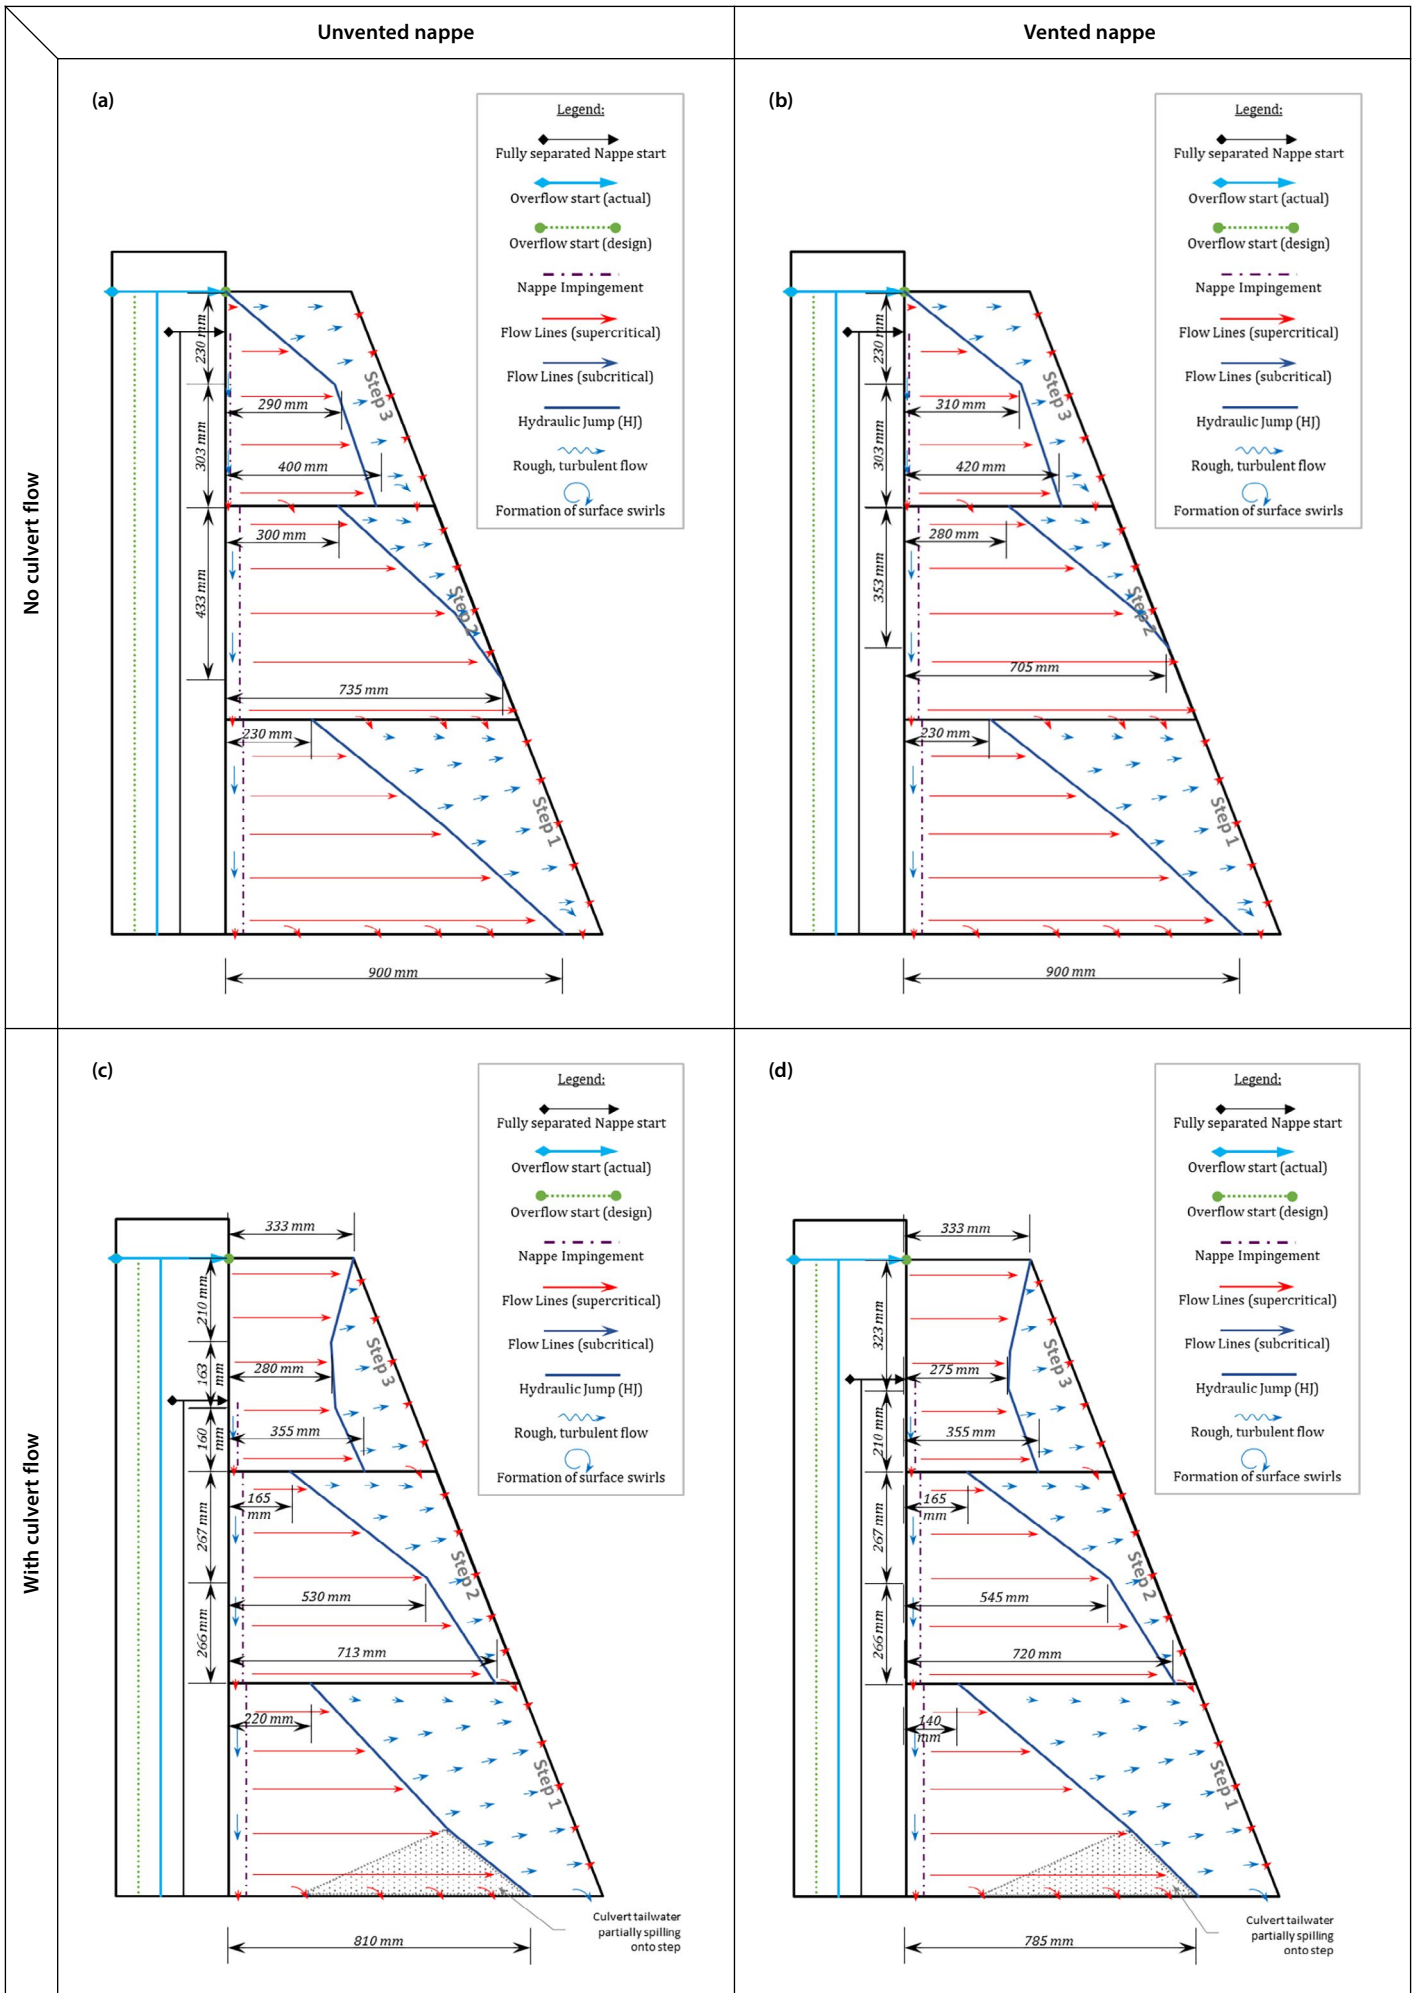 Unvented nappe
Vented nappe
No culvert flow
(a)
Legend:
Fully separated Nappe start
Overflow start (actual)
Overflow start (design)
Nappe Impingement
Flow Lines (supercritical)
Flow Lines (subcritical)
Hydraulic Jump (HJ)
Rough, turbulent flow
Formation of surface swirls
230 mm
290 mm
303 mm
400 mm
Step 3
300 mm
433 mm
Step 2
735 mm
230 mm
Step 1
900 mm
(b)
Legend:
Fully separated Nappe start
Overflow start (actual)
Overflow start (design)
Nappe Impingement
Flow Lines (supercritical)
Flow Lines (subcritical)
Hydraulic Jump (HJ)
Rough, turbulent flow
Formation of surface swirls
230 mm
310 mm
303 mm
420 mm
Step 3
280 mm
353 mm
Step 2
705 mm
230 mm
Step 1
900 mm
With culvert flow
(c)
Legend:
Fully separated Nappe start
Overflow start (actual)
Overflow start (design)
Nappe Impingement
Flow Lines (supercritical)
Flow Lines (subcritical)
Hydraulic Jump (HJ)
Rough, turbulent flow
Formation of surface swirls
333 mm
210 mm
163
mm
280 mm
Step 3
160
mm
355 mm
165
mm
267 mm
Step 2
530 mm
266 mm
713 mm
220 mm
Step 1
Culvert tailwater
partially spilling
onto step
810 mm
(d)
Legend:
Fully separated Nappe start
Overflow start (actual)
Overflow start (design)
Nappe Impingement
Flow Lines (supercritical)
Flow Lines (subcritical)
Hydraulic Jump (HJ)
Rough, turbulent flow
Formation of surface swirls
333 mm
323 mm
275 mm
Step 3
210 mm
355 mm
165
mm
267 mm
Step 2
545 mm
266 mm
720 mm
140
mm
Step 1
Culvert tailwater
partially spilling
onto step
785 mm